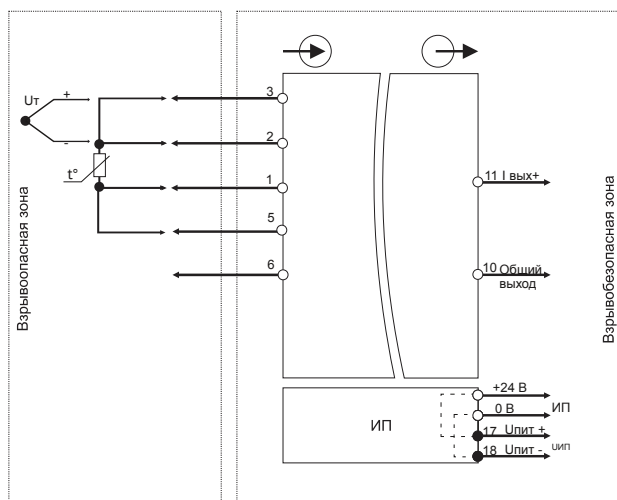 Uт
+
-
t°
Взрывоопасная зона
3
2
1
5
6
11 I вых+
10 Общий
выход
Взрывобезопасная зона
ИП
+24 В
0 В
ИП
17 Uпит +
18 Uпит -
UИП